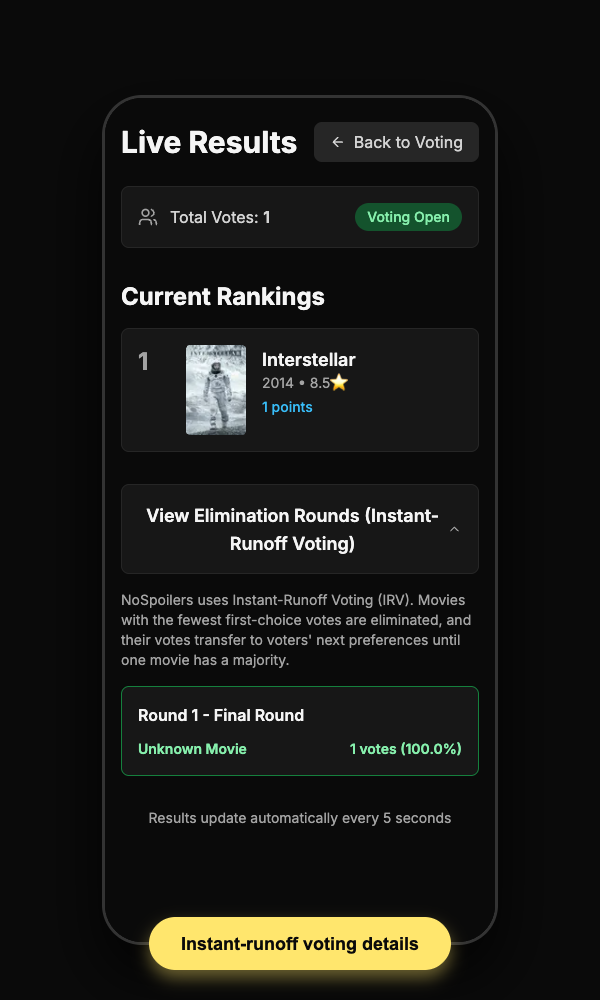 Live Results
Back to Voting
Total Votes: 1
Voting Open
Current Rankings
1
INTERSTELLAR
Interstellar
2014 • 8.5⭐
1 points
View Elimination Rounds (Instant-
Runoff Voting)
NoSpoilers uses Instant-Runoff Voting (IRV). Movies
with the fewest first-choice votes are eliminated, and
their votes transfer to voters' next preferences until
one movie has a majority.
Round 1 - Final Round
Unknown Movie
1 votes (100.0%)
Results update automatically every 5 seconds
Instant-runoff voting details